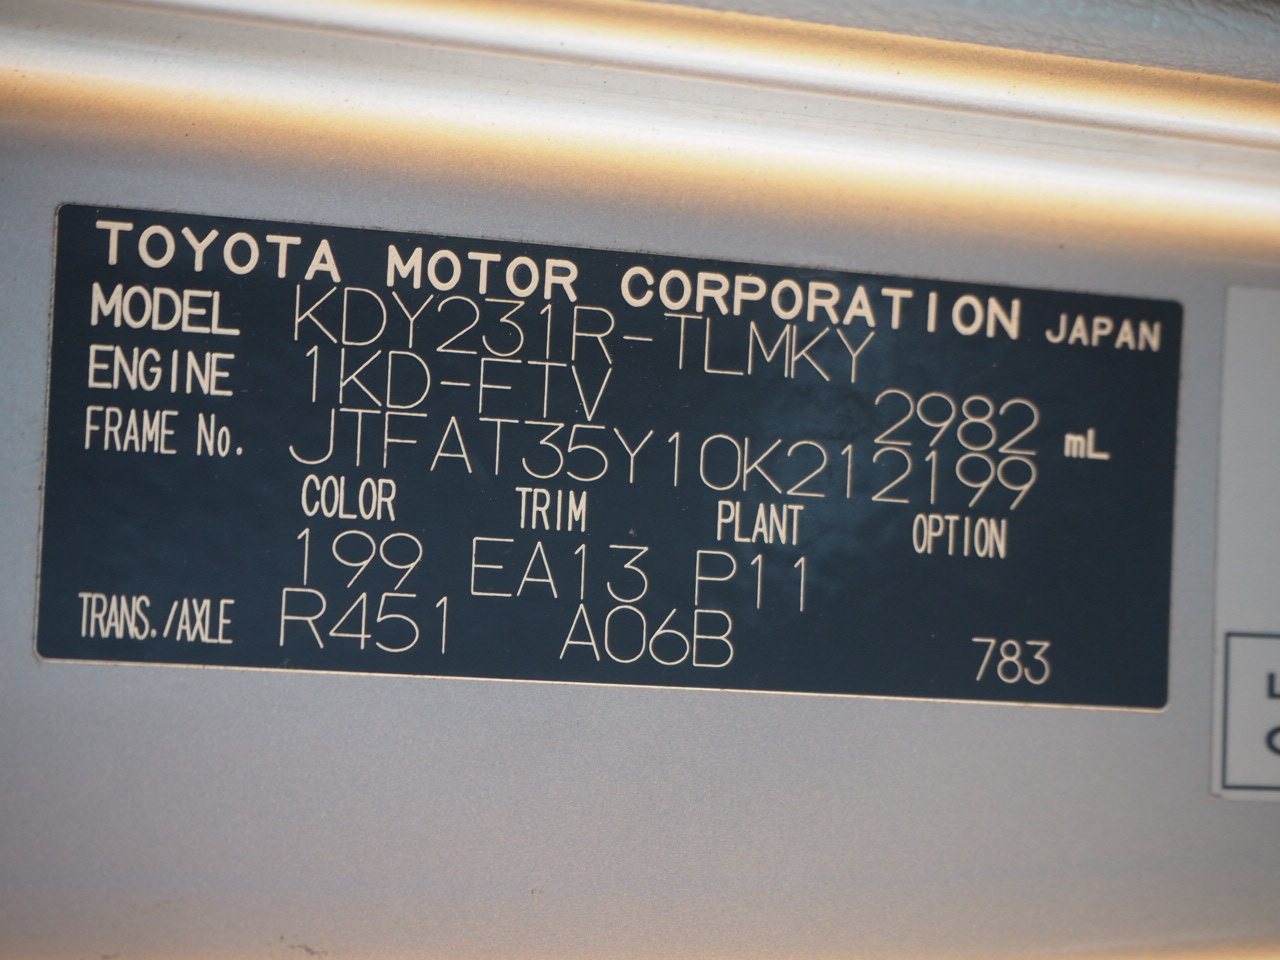 TOYOTA MOTOR CORPORATION JAPAN
MODEL KDY231R-TLMKY
ENGINE 1KD-FTV 2982 mL
FRAME No. JTFAT35Y10K212199
COLOR TRIM PLANT OPTION
199 EA13 P11
TRANS./AXLE R451 A06B 783